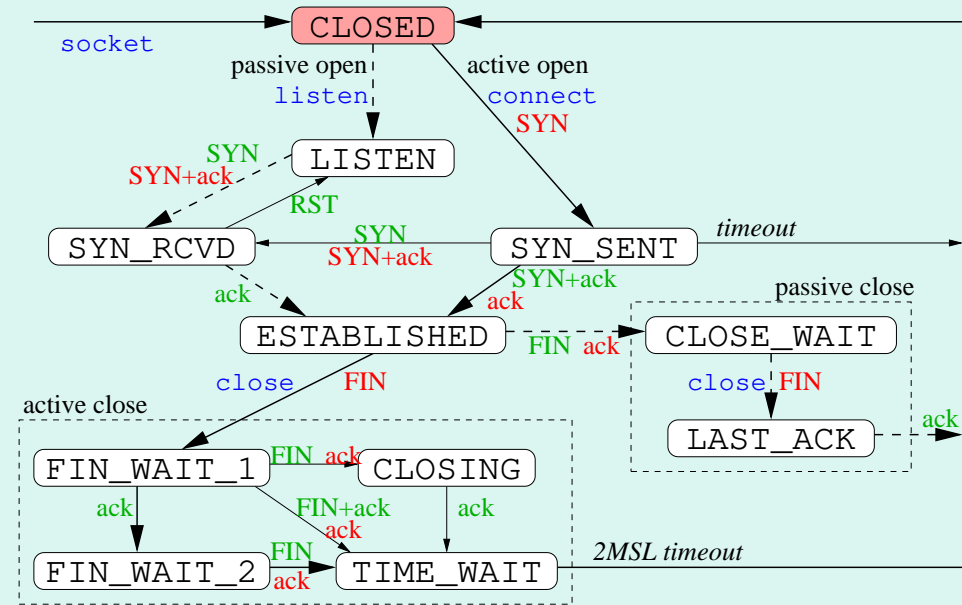 CLOSED
socket
passive open
active open
listen
connect
SYN
SYN
LISTEN
SYN+ack
RST
SYN_RCVD
SYN
SYN+ack
SYN_SENT
timeout
ack
SYN+ack
ack
passive close
ESTABLISHED
FIN ack
CLOSE_WAIT
close FIN
close FIN
active close
LAST_ACK
ack
FIN_WAIT_1
FIN ack
CLOSING
ack
FIN+ack
ack
ack
FIN
ack
2MSL timeout
FIN_WAIT_2
TIME_WAIT